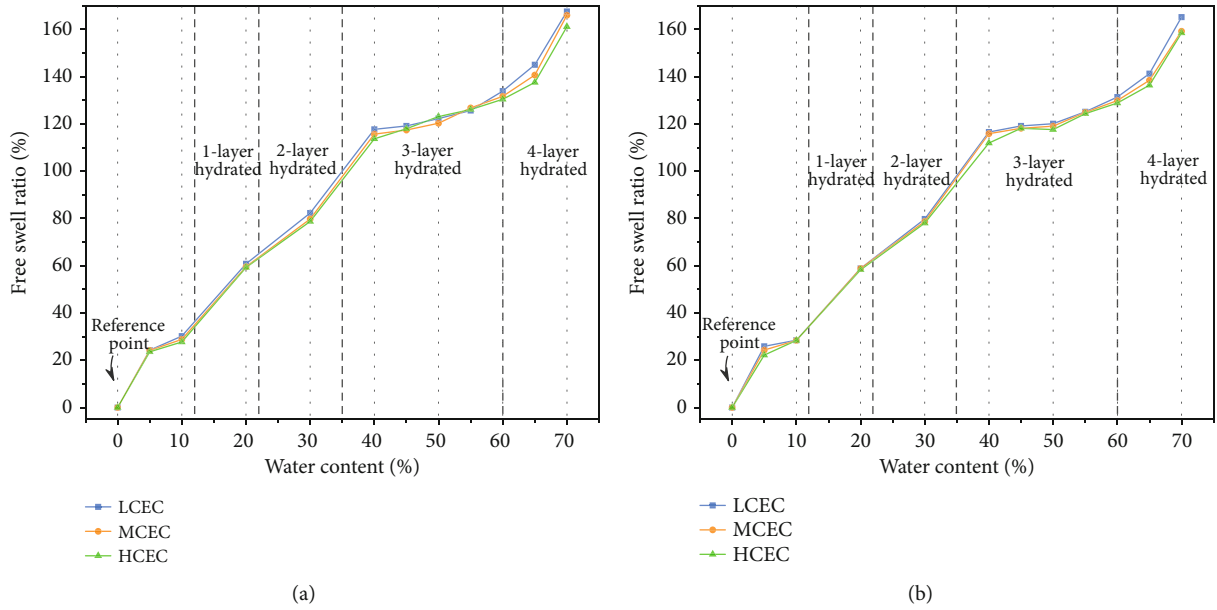 160
140
120
100
80
60
40
20
0
Free swell ratio (%)
1-layer
hydrated
2-layer
hydrated
3-layer
hydrated
4-layer
hydrated
Reference
point
0 10 20 30 40 50 60 70
Water content (%)
LCEC
MCEC
HCEC
(a)
160
140
120
100
80
60
40
20
0
Free swell ratio (%)
1-layer
hydrated
2-layer
hydrated
3-layer
hydrated
4-layer
hydrated
Reference
point
0 10 20 30 40 50 60 70
Water content (%)
LCEC
MCEC
HCEC
(b)